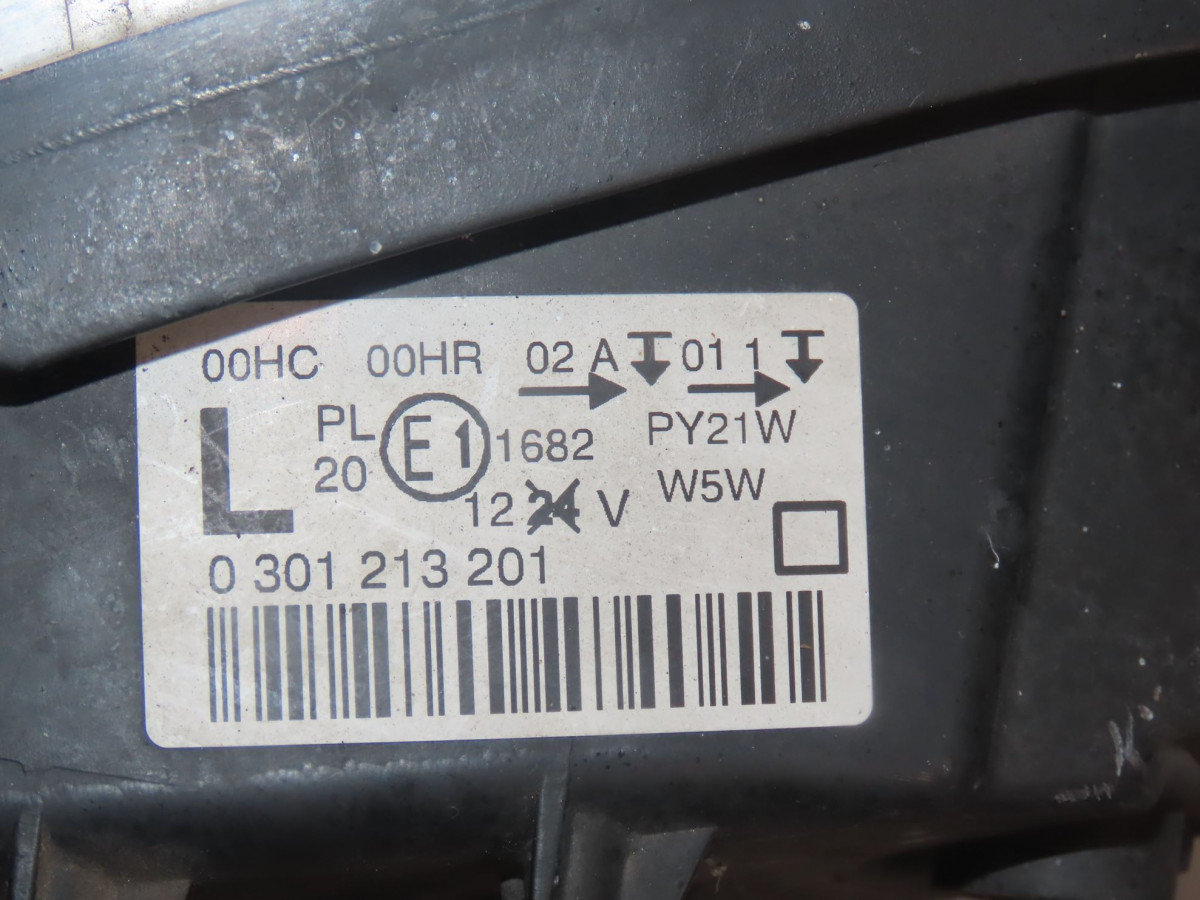 00HC 00HR 02 A 01 1
L PL E1 1682 PY21W
20 12 24 V W5W
0 301 213 201